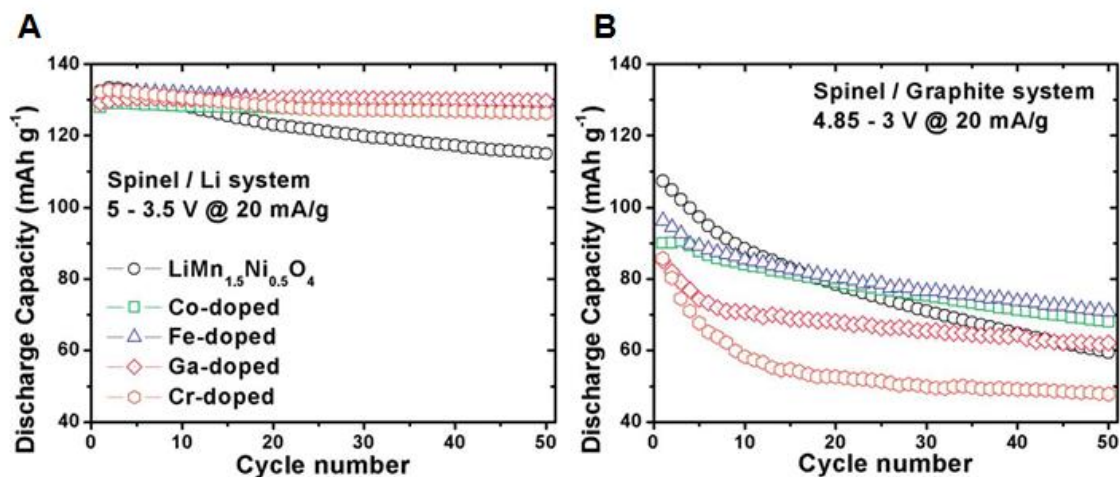 A
Discharge Capacity (mAh g⁻¹)
140
120
100
80
60
40
Spinel / Li system
5 - 3.5 V @ 20 mA/g
LiMn₁.₅Ni₀.₅O₄
Co-doped
Fe-doped
Ga-doped
Cr-doped
0 10 20 30 40 50
Cycle number
B
Discharge Capacity (mAh g⁻¹)
140
120
100
80
60
40
Spinel / Graphite system
4.85 - 3 V @ 20 mA/g
0 10 20 30 40 50
Cycle number